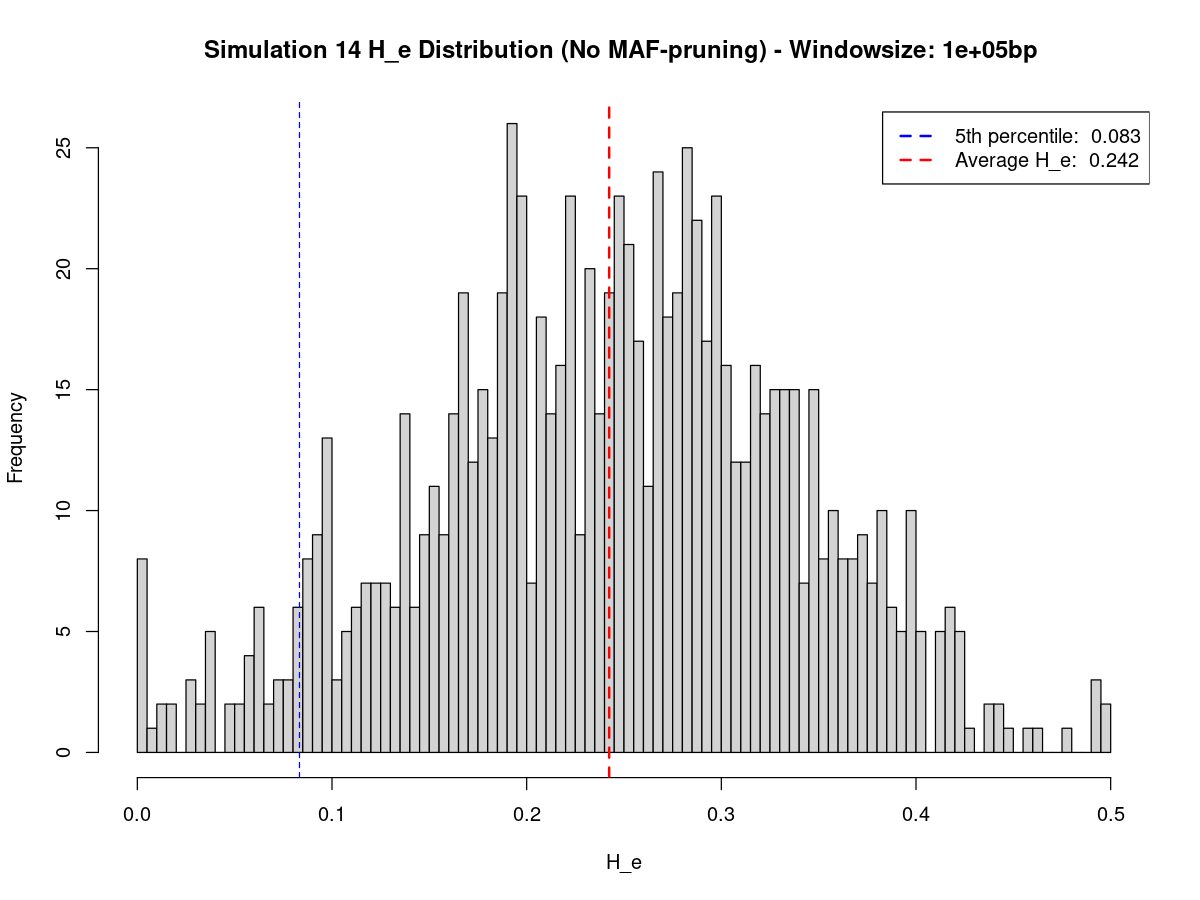 Simulation 14 H_e Distribution (No MAF-pruning) - Windowsize: 1e+05bp
5th percentile: 0.083
Average H_e: 0.242
Frequency
25
20
15
10
5
0
0.0 0.1 0.2 0.3 0.4 0.5
H_e